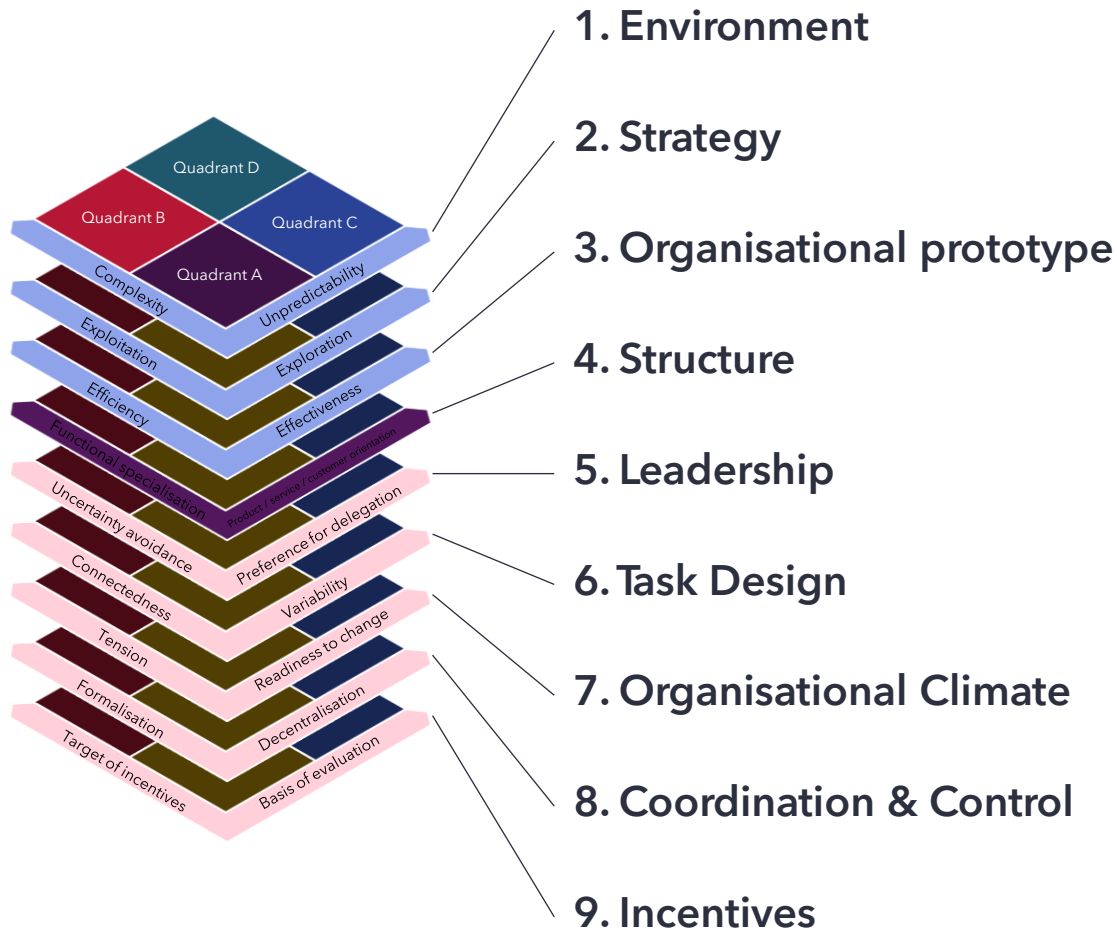 1. Environment
2. Strategy
3. Organisational prototype
4. Structure
5. Leadership
6. Task Design
7. Organisational Climate
8. Coordination & Control
9. Incentives
Quadrant D
Quadrant B
Quadrant C
Quadrant A
Complexity
Unpredictability
Exploitation
Exploration
Efficiency
Effectiveness
Functional specialisation
Product / service / customer orientation
Uncertainty avoidance
Preference for delegation
Connectedness
Variability
Tension
Readiness to change
Formalisation
Decentralisation
Target of incentives
Basis of evaluation